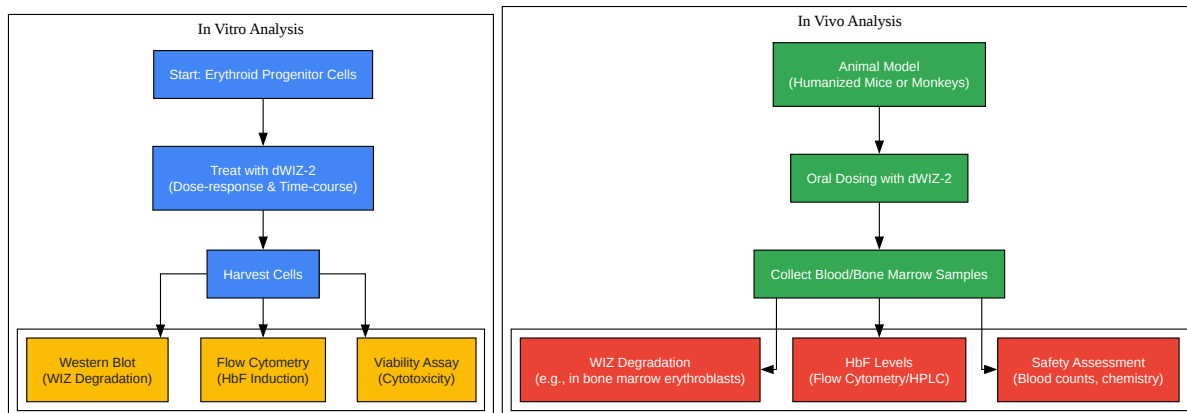 In Vitro Analysis
Start: Erythroid Progenitor Cells
Treat with dWIZ-2
(Dose-response & Time-course)
Harvest Cells
Western Blot
(WIZ Degradation)
Flow Cytometry
(HbF Induction)
Viability Assay
(Cytotoxicity)
In Vivo Analysis
Animal Model
(Humanized Mice or Monkeys)
Oral Dosing with dWIZ-2
Collect Blood/Bone Marrow Samples
WIZ Degradation
(e.g., in bone marrow erythroblasts)
HbF Levels
(Flow Cytometry/HPLC)
Safety Assessment
(Blood counts, chemistry)